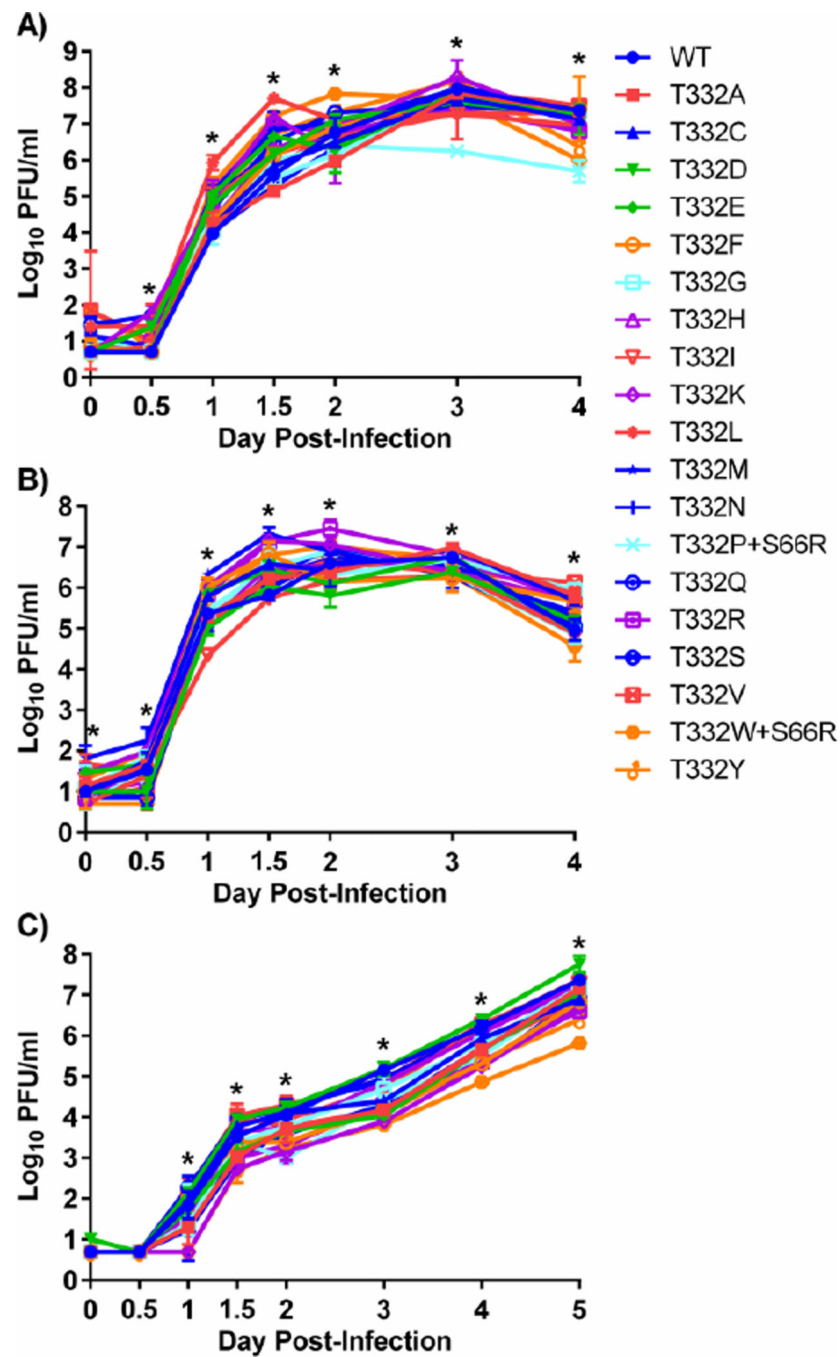 A)
*
*
*
*
*
*
9
8
7
6
5
4
3
2
1
0
Log10 PFU/ml
0 0.5 1 1.5 2 3 4
Day Post-Infection
WT
T332A
T332C
T332D
T332E
T332F
T332G
T332H
T332I
T332K
T332L
T332M
T332N
T332P+S66R
T332Q
T332R
T332S
T332V
T332W+S66R
T332Y
B)
*
*
*
*
*
*
*
8
7
6
5
4
3
2
1
0
Log10 PFU/ml
0 0.5 1 1.5 2 3 4
Day Post-Infection
C)
*
*
*
*
*
*
8
7
6
5
4
3
2
1
0
Log10 PFU/ml
0 0.5 1 1.5 2 3 4 5
Day Post-Infection